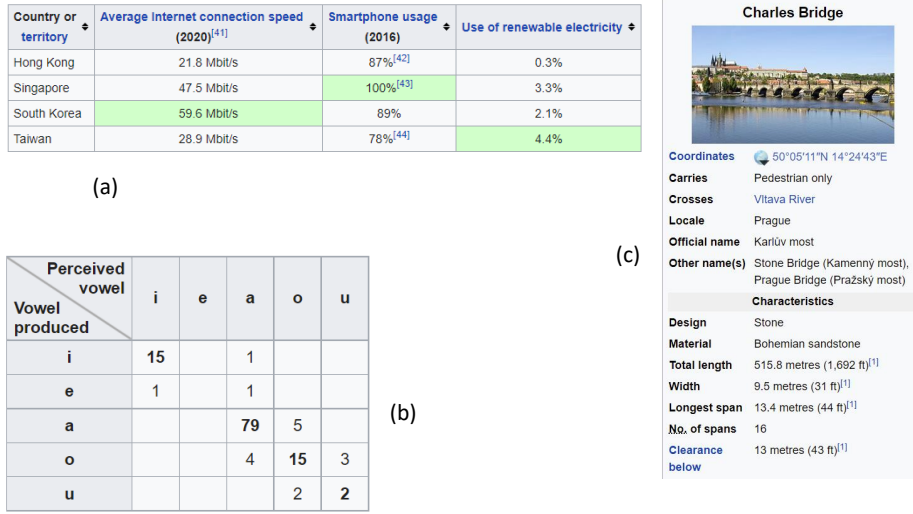 Country or territory Average Internet connection speed (2020)[41] Smartphone usage (2016) Use of renewable electricity
Hong Kong 21.8 Mbit/s 87%[42] 0.3%
Singapore 47.5 Mbit/s 100%[43] 3.3%
South Korea 59.6 Mbit/s 89% 2.1%
Taiwan 28.9 Mbit/s 78%[44] 4.4%
(a)
Perceived vowel
Vowel produced
i e a o u
i 15 1
e 1 1
a 79 5
o 4 15 3
u 2 2
(b)
(c)
Charles Bridge
Coordinates 50°05′11″N 14°24′43″E
Carries Pedestrian only
Crosses Vltava River
Locale Prague
Official name Karlův most
Other name(s) Stone Bridge (Kamenný most),
Prague Bridge (Pražský most)
Characteristics
Design Stone
Material Bohemian sandstone
Total length 515.8 metres (1,692 ft)[1]
Width 9.5 metres (31 ft)[1]
Longest span 13.4 metres (44 ft)[1]
No. of spans 16
Clearance below 13 metres (43 ft)[1]